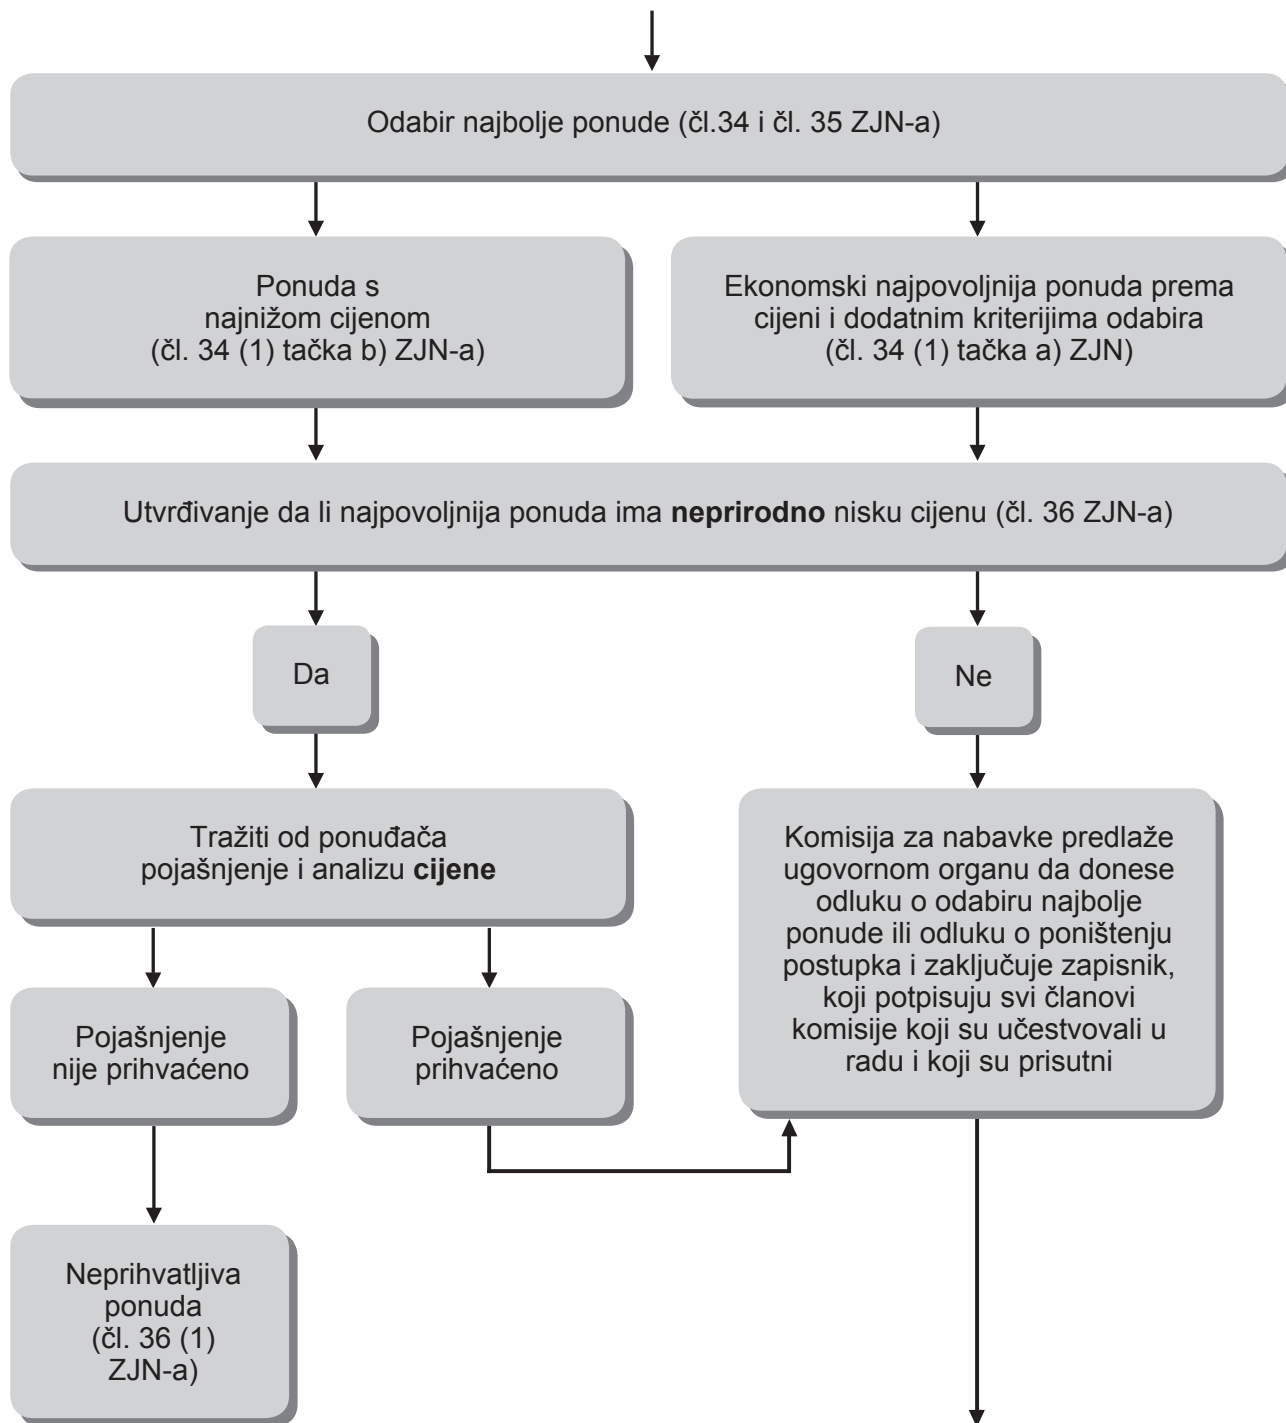 Odabir najbolje ponude (čl.34 i čl. 35 ZJN-a)
Ponuda s
najnižom cijenom
(čl. 34 (1) tačka b) ZJN-a)
Ekonomski najpovoljnija ponuda prema
cijeni i dodatnim kriterijima odabira
(čl. 34 (1) tačka a) ZJN)
Utvrđivanje da li najpovoljnija ponuda ima neprirodno nisku cijenu (čl. 36 ZJN-a)
Da
Ne
Tražiti od ponuđača
pojašnjenje i analizu cijene
Komisija za nabavke predlaže
ugovornom organu da donese
odluku o odabiru najbolje
ponude ili odluku o poništenju
postupka i zaključuje zapisnik,
koji potpisuju svi članovi
komisije koji su učestvovali u
radu i koji su prisutni
Pojašnjenje
nije prihvaćeno
Pojašnjenje
prihvaćeno
Neprihvatljiva
ponuda
(čl. 36 (1)
ZJN-a)